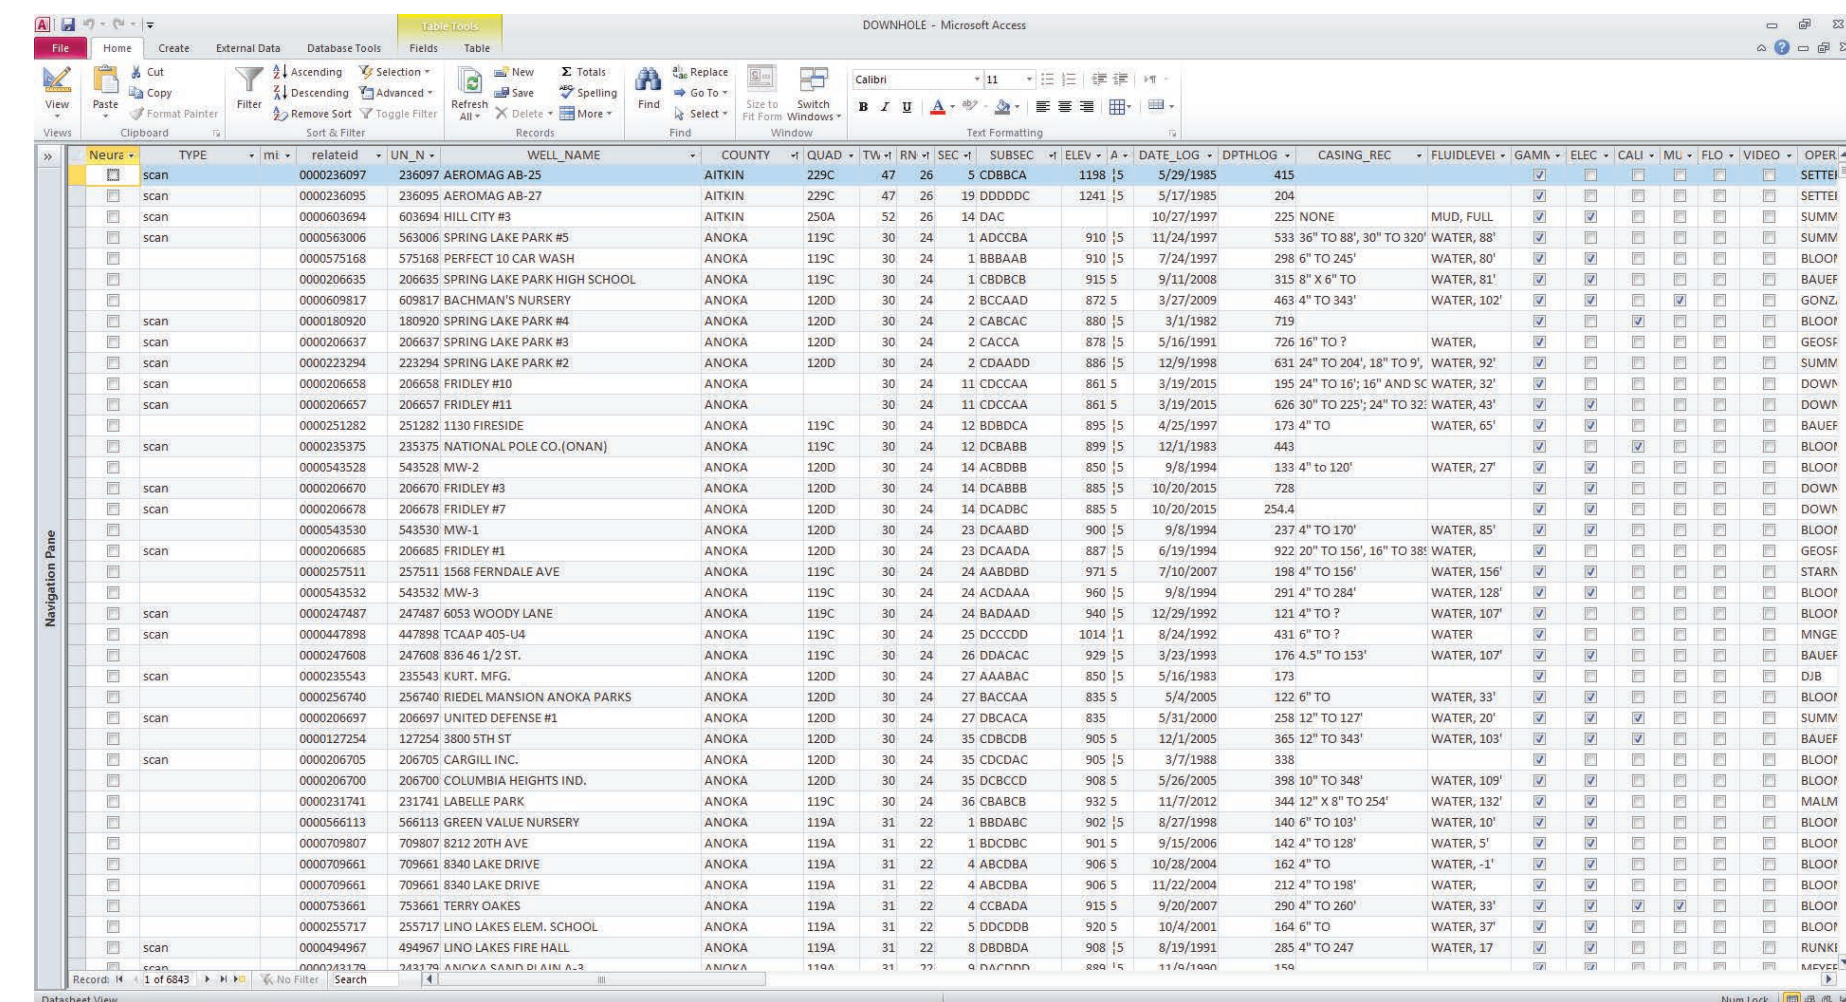 DOWNHOLE - Microsoft Access
Table Tools
File Home Create External Data Database Tools Fields Table
View Paste Cut Copy Format Painter Filter Ascending Descending Remove Sort Selection Advanced Toggle Filter Refresh All New Save Delete Totals Spelling More Find Replace Go To Select Size to Fit Form Switch Windows Calibri 11
B I U A
Views Clipboard Sort & Filter Records Find Window Text Formatting
Neura TYPE mi relateid UN_N WELL_NAME COUNTY QUAD TW RN SEC SUBSEC ELEV A DATE_LOG DPTHLOG CASING_REC FLUIDLEVEL GAMM ELEC CALI MU FLO VIDEO OPER
scan 0000236097 236097 AEROMAG AB-25 AITKIN 229C 47 26 5 CDBBCA 1198 ¦5 5/29/1985 415 SETTE
scan 0000236095 236095 AEROMAG AB-27 AITKIN 229C 47 26 19 DDDDDC 1241 ¦5 5/17/1985 204 SETTE
scan 0000603694 603694 HILL CITY #3 AITKIN 250A 52 26 14 DAC 10/27/1997 225 NONE MUD, FULL SUMM
scan 0000563006 563006 SPRING LAKE PARK #5 ANOKA 119C 30 24 1 ADCCBA 910 ¦5 11/24/1997 533 36" TO 88', 30" TO 320' WATER, 88' SUMM
0000575168 575168 PERFECT 10 CAR WASH ANOKA 119C 30 24 1 BBBAAB 910 ¦5 7/24/1997 298 6" TO 245' WATER, 80' BLOO
0000206635 206635 SPRING LAKE PARK HIGH SCHOOL ANOKA 119C 30 24 1 CBDBCB 915 5 9/11/2008 315 8" X 6" TO WATER, 81' BAUE
0000609817 609817 BACHMAN'S NURSERY ANOKA 120D 30 24 2 BCCAAD 872 5 3/27/2009 463 4" TO 343' WATER, 102' GONZ
scan 0000180920 180920 SPRING LAKE PARK #4 ANOKA 120D 30 24 2 CABCAC 880 ¦5 3/1/1982 719 BLOO
scan 0000206637 206637 SPRING LAKE PARK #3 ANOKA 120D 30 24 2 CACCA 878 ¦5 5/16/1991 726 16" TO ? WATER, GEOS
scan 0000223294 223294 SPRING LAKE PARK #2 ANOKA 120D 30 24 2 CDAADD 886 ¦5 12/9/1998 631 24" TO 204', 18" TO 9', WATER, 92' SUMM
scan 0000206658 206658 FRIDLEY #10 ANOKA 30 24 11 CDCCAA 861 5 3/19/2015 195 24" TO 16'; 16" AND SC WATER, 32' DOWN
scan 0000206657 206657 FRIDLEY #11 ANOKA 30 24 11 CDCCAA 861 5 3/19/2015 626 30" TO 225'; 24" TO 32 WATER, 43' DOWN
0000251282 251282 1130 FIRESIDE ANOKA 119C 30 24 12 BDBDCA 895 ¦5 4/25/1997 173 4" TO WATER, 65' BAUE
scan 0000235375 235375 NATIONAL POLE CO.(ONAN) ANOKA 119C 30 24 12 DCBABB 899 ¦5 12/1/1983 443 BLOO
0000543528 543528 MW-2 ANOKA 120D 30 24 14 ACBDBB 850 ¦5 9/8/1994 133 4" to 120' WATER, 27' BLOO
scan 0000206670 206670 FRIDLEY #3 ANOKA 120D 30 24 14 DCABBB 885 ¦5 10/20/2015 728 DOWN
scan 0000206678 206678 FRIDLEY #7 ANOKA 120D 30 24 14 DCADBC 885 5 10/20/2015 254.4 DOWN
0000543530 543530 MW-1 ANOKA 120D 30 24 23 DCAABD 900 ¦5 9/8/1994 237 4" TO 170' WATER, 85' BLOO
scan 0000206685 206685 FRIDLEY #1 ANOKA 120D 30 24 23 DCAADA 887 ¦5 6/19/1994 922 20" TO 156', 16" TO 385 WATER, GEOS
0000257511 257511 1568 FERNDALE AVE ANOKA 119C 30 24 24 AABDBD 971 5 7/10/2007 198 4" TO 156' WATER, 156' STARN
0000543532 543532 MW-3 ANOKA 119C 30 24 24 ACDAAA 960 ¦5 9/8/1994 291 4" TO 284' WATER, 128' BLOO
scan 0000247487 247487 6053 WOODY LANE ANOKA 119C 30 24 24 BADAAD 940 ¦5 12/29/1992 121 4" TO ? WATER, 107' BLOO
scan 0000447898 447898 TCAAP 405-U4 ANOKA 119C 30 24 25 DCCCDD 1014 ¦1 8/24/1992 431 6" TO ? WATER MNGE
0000247608 247608 836 46 1/2 ST. ANOKA 119C 30 24 26 DDACAC 929 ¦5 3/23/1993 176 4.5" TO 153' WATER, 107' BAUE
scan 0000235543 235543 KURT. MFG. ANOKA 120D 30 24 27 AAABAC 850 ¦5 5/16/1983 173 DJB
0000256740 256740 RIEDEL MANSION ANOKA PARKS ANOKA 120D 30 24 27 BACCAA 835 5 5/4/2005 122 6" TO WATER, 33' BLOO
scan 0000206697 206697 UNITED DEFENSE #1 ANOKA 120D 30 24 27 DBCACA 835 5/31/2000 258 12" TO 127' WATER, 20' SUMM
0000127254 127254 3800 5TH ST ANOKA 120D 30 24 35 CDBCDB 905 5 12/1/2005 365 12" TO 343' WATER, 103' BAUE
scan 0000206705 206705 CARGILL INC. ANOKA 120D 30 24 35 CDCDAC 905 ¦5 3/7/1988 338 BLOO
0000206700 206700 COLUMBIA HEIGHTS IND. ANOKA 120D 30 24 35 DCBCCD 908 5 5/26/2005 398 10" TO 348' WATER, 109' BLOO
0000231741 231741 LABELLE PARK ANOKA 119C 30 24 36 CBABCB 932 5 11/7/2012 344 12" X 8" TO 254' WATER, 132' MALM
0000566113 566113 GREEN VALUE NURSERY ANOKA 119A 31 22 1 BBDABC 902 ¦5 8/27/1998 140 6" TO 103' WATER, 10' BLOO
0000709807 709807 8212 20TH AVE ANOKA 119A 31 22 1 BDCDBC 901 5 9/15/2006 142 4" TO 128' WATER, 5' BLOO
0000709661 709661 8340 LAKE DRIVE ANOKA 119A 31 22 4 ABCDBA 906 5 10/28/2004 162 4" TO WATER, -1' BLOO
0000709661 709661 8340 LAKE DRIVE ANOKA 119A 31 22 4 ABCDBA 906 5 11/22/2004 212 4" TO 198' WATER, BLOO
0000753661 753661 TERRY OAKES ANOKA 119A 31 22 4 CCBADA 915 5 9/20/2007 290 4" TO 260' WATER, 33' BLOO
0000255717 255717 LINO LAKES ELEM. SCHOOL ANOKA 119A 31 22 5 DDCDDB 920 5 10/4/2001 164 6" TO WATER, 37' BLOO
scan 0000494967 494967 LINO LAKES FIRE HALL ANOKA 119A 31 22 8 DBDBDA 908 ¦5 8/19/1991 285 4" TO 247 WATER, 17 RUNK
scan 0000243179 243179 ANOKA SAND PLAIN A-3 ANOKA 119A 31 22 9 DACDDD 889 ¦5 11/9/1990 159 MEYE
Navigation Pane
Record: 1 of 6843 No Filter Search
Datasheet View Num Lock